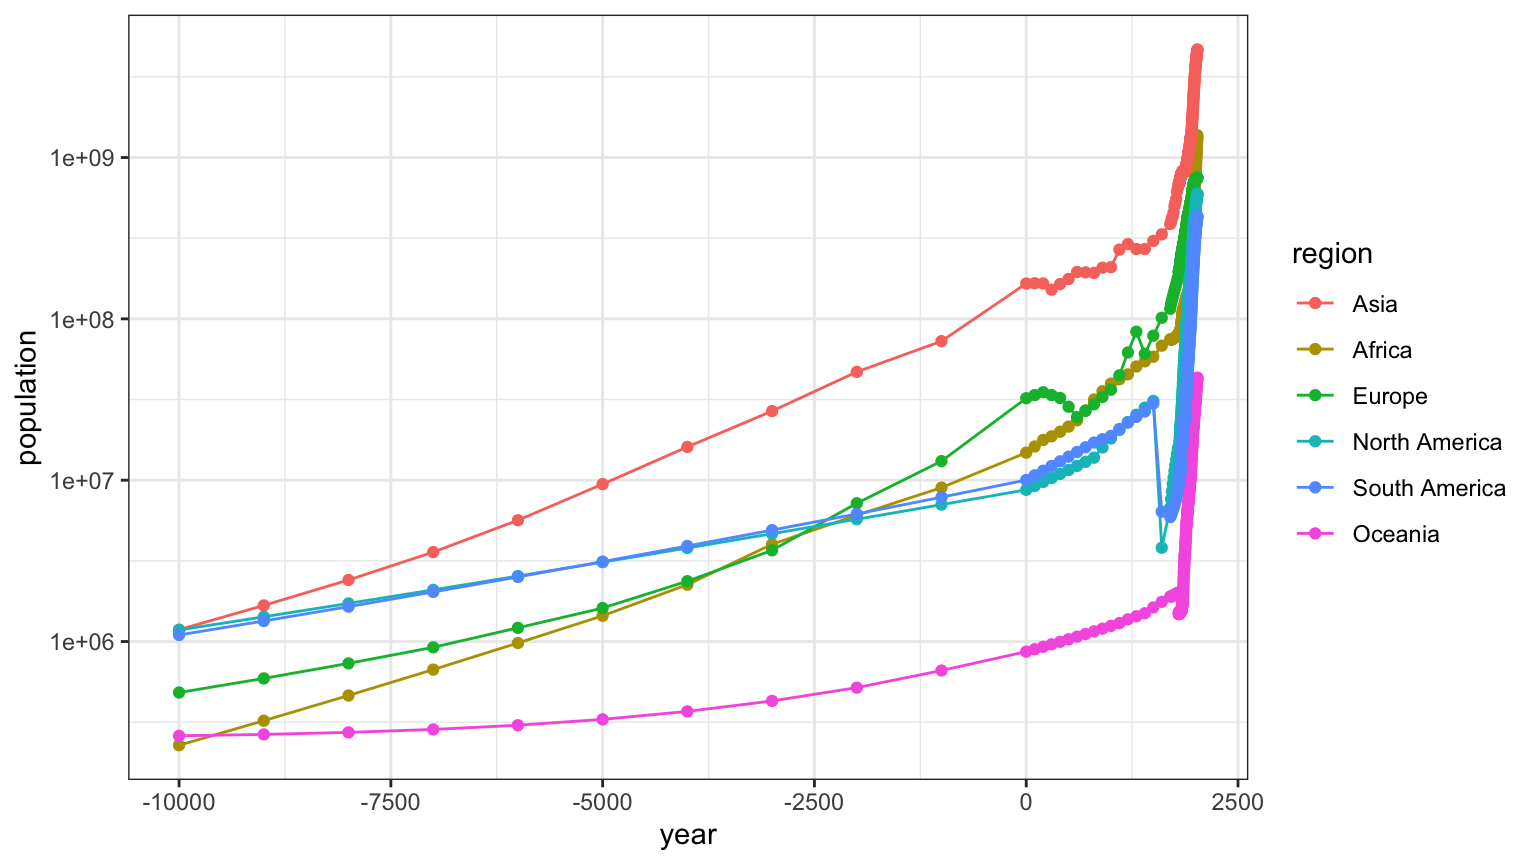 1e+09
1e+08
1e+07
1e+06
population
-10000 -7500 -5000 -2500 0 2500
year
region
Asia
Africa
Europe
North America
South America
Oceania